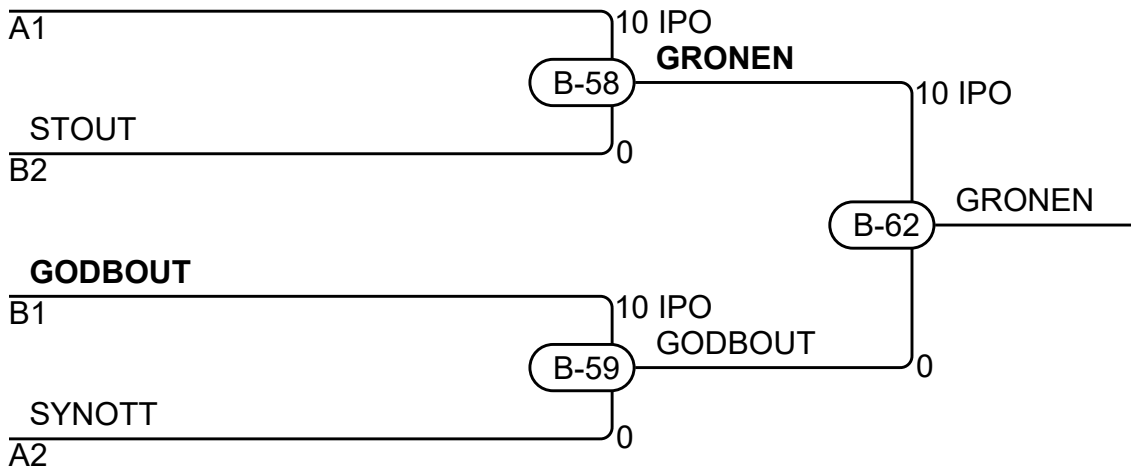 A1
10 IPO
GRONEN
B-58
10 IPO
STOUT
0
B2
GRONEN
B-62
GODBOUT
B1
10 IPO
GODBOUT
B-59
0
SYNOTT
0
A2